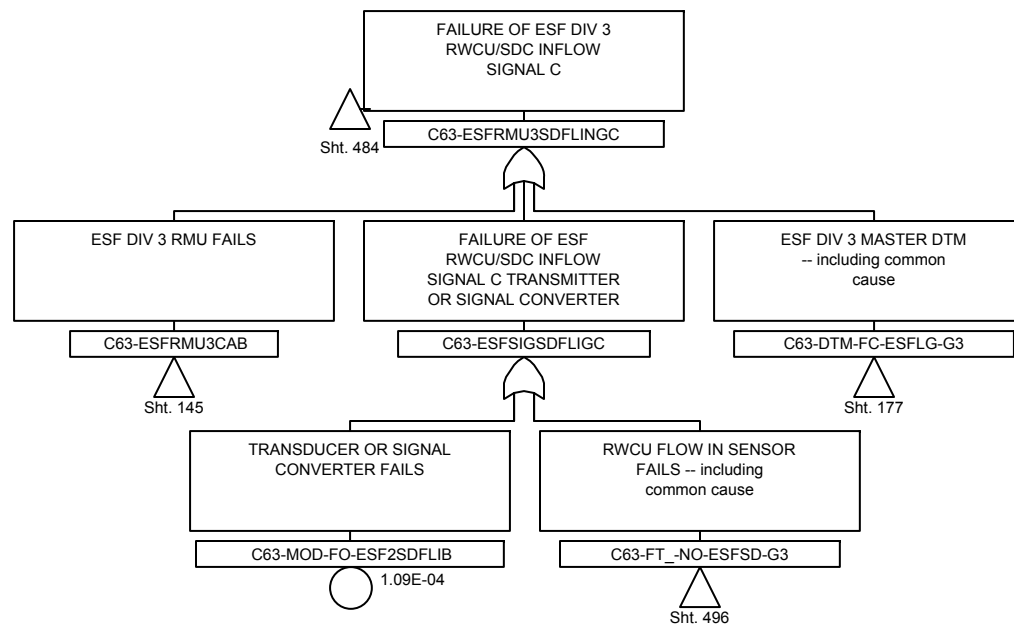 FAILURE OF ESF DIV 3
RWCU/SDC INFLOW
SIGNAL C
C63-ESFRMU3SDFLINGC
Sht. 484
ESF DIV 3 RMU FAILS
C63-ESFRMU3CAB
Sht. 145
FAILURE OF ESF
RWCU/SDC INFLOW
SIGNAL C TRANSMITTER
OR SIGNAL CONVERTER
C63-ESFSIGSDFLIGC
ESF DIV 3 MASTER DTM
-- including common
cause
C63-DTM-FC-ESFLG-G3
Sht. 177
TRANSDUCER OR SIGNAL
CONVERTER FAILS
C63-MOD-FO-ESF2SDFLIB
1.09E-04
RWCU FLOW IN SENSOR
FAILS -- including
common cause
C63-FT_-NO-ESFSD-G3
Sht. 496